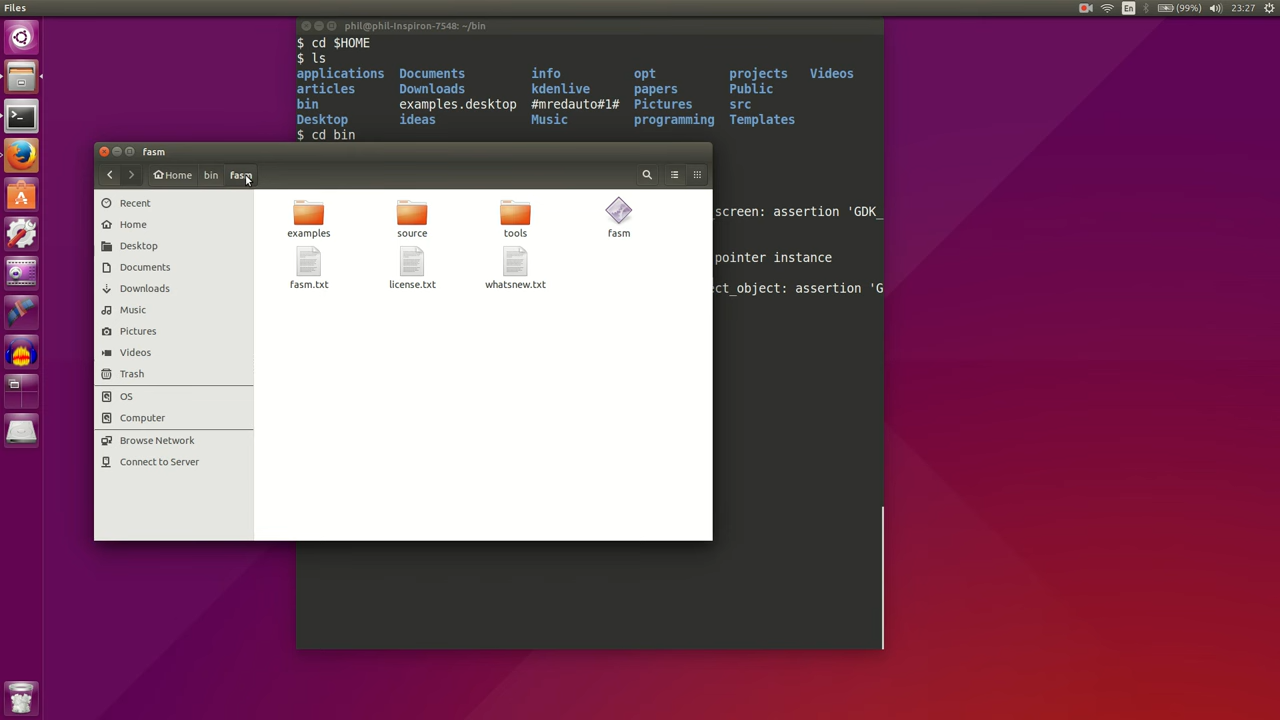 Files
En
(99%)
23:27
phil@phil-Inspiron-7548: ~/bin
$ cd $HOME
$ ls
applications Documents info opt projects Videos
articles Downloads kdenlive papers Public
bin examples.desktop #mredauto#1# Pictures src
Desktop ideas Music programming Templates
$ cd bin
_screen: assertion 'GDK_
pointer instance
ect_object: assertion 'G
fasm
Home bin fasm
Recent
Home
Desktop
Documents
Downloads
Music
Pictures
Videos
Trash
OS
Computer
Browse Network
Connect to Server
examples source tools fasm
fasm.txt license.txt whatsnew.txt